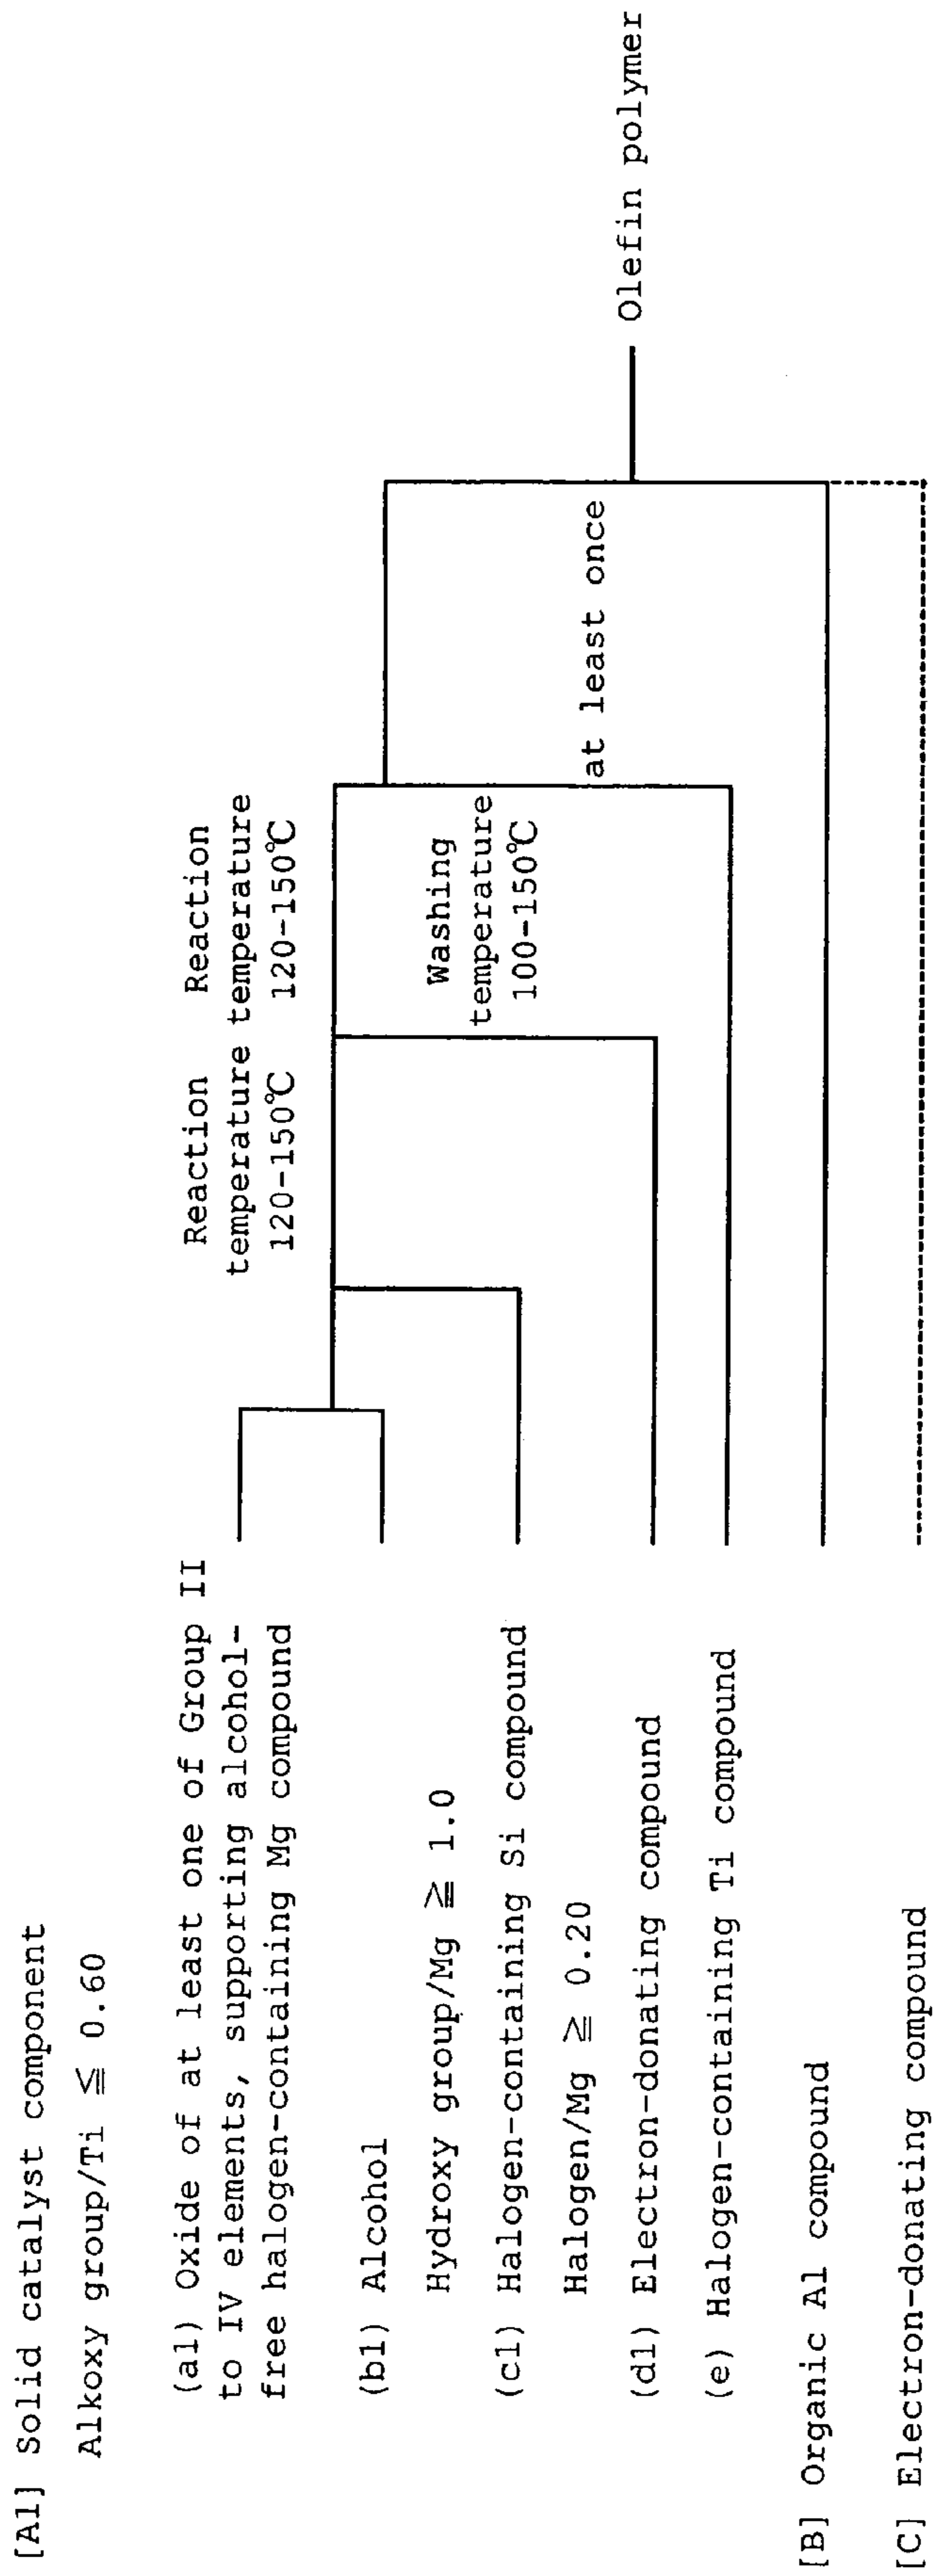 [A1] Solid catalyst component
Alkoxy group/Ti ≦ 0.60
(a1) Oxide of at least one of Group II
to IV elements, supporting alcohol-
free halogen-containing Mg compound
(b1) Alcohol
Hydroxy group/Mg ≧ 1.0
(c1) Halogen-containing Si compound
Halogen/Mg ≧ 0.20
(d1) Electron-donating compound
(e) Halogen-containing Ti compound
[B] Organic Al compound
[C] Electron-donating compound
Reaction
temperature
120-150℃
Reaction
temperature
120-150℃
Washing
temperature
100-150℃
at least once
Olefin polymer